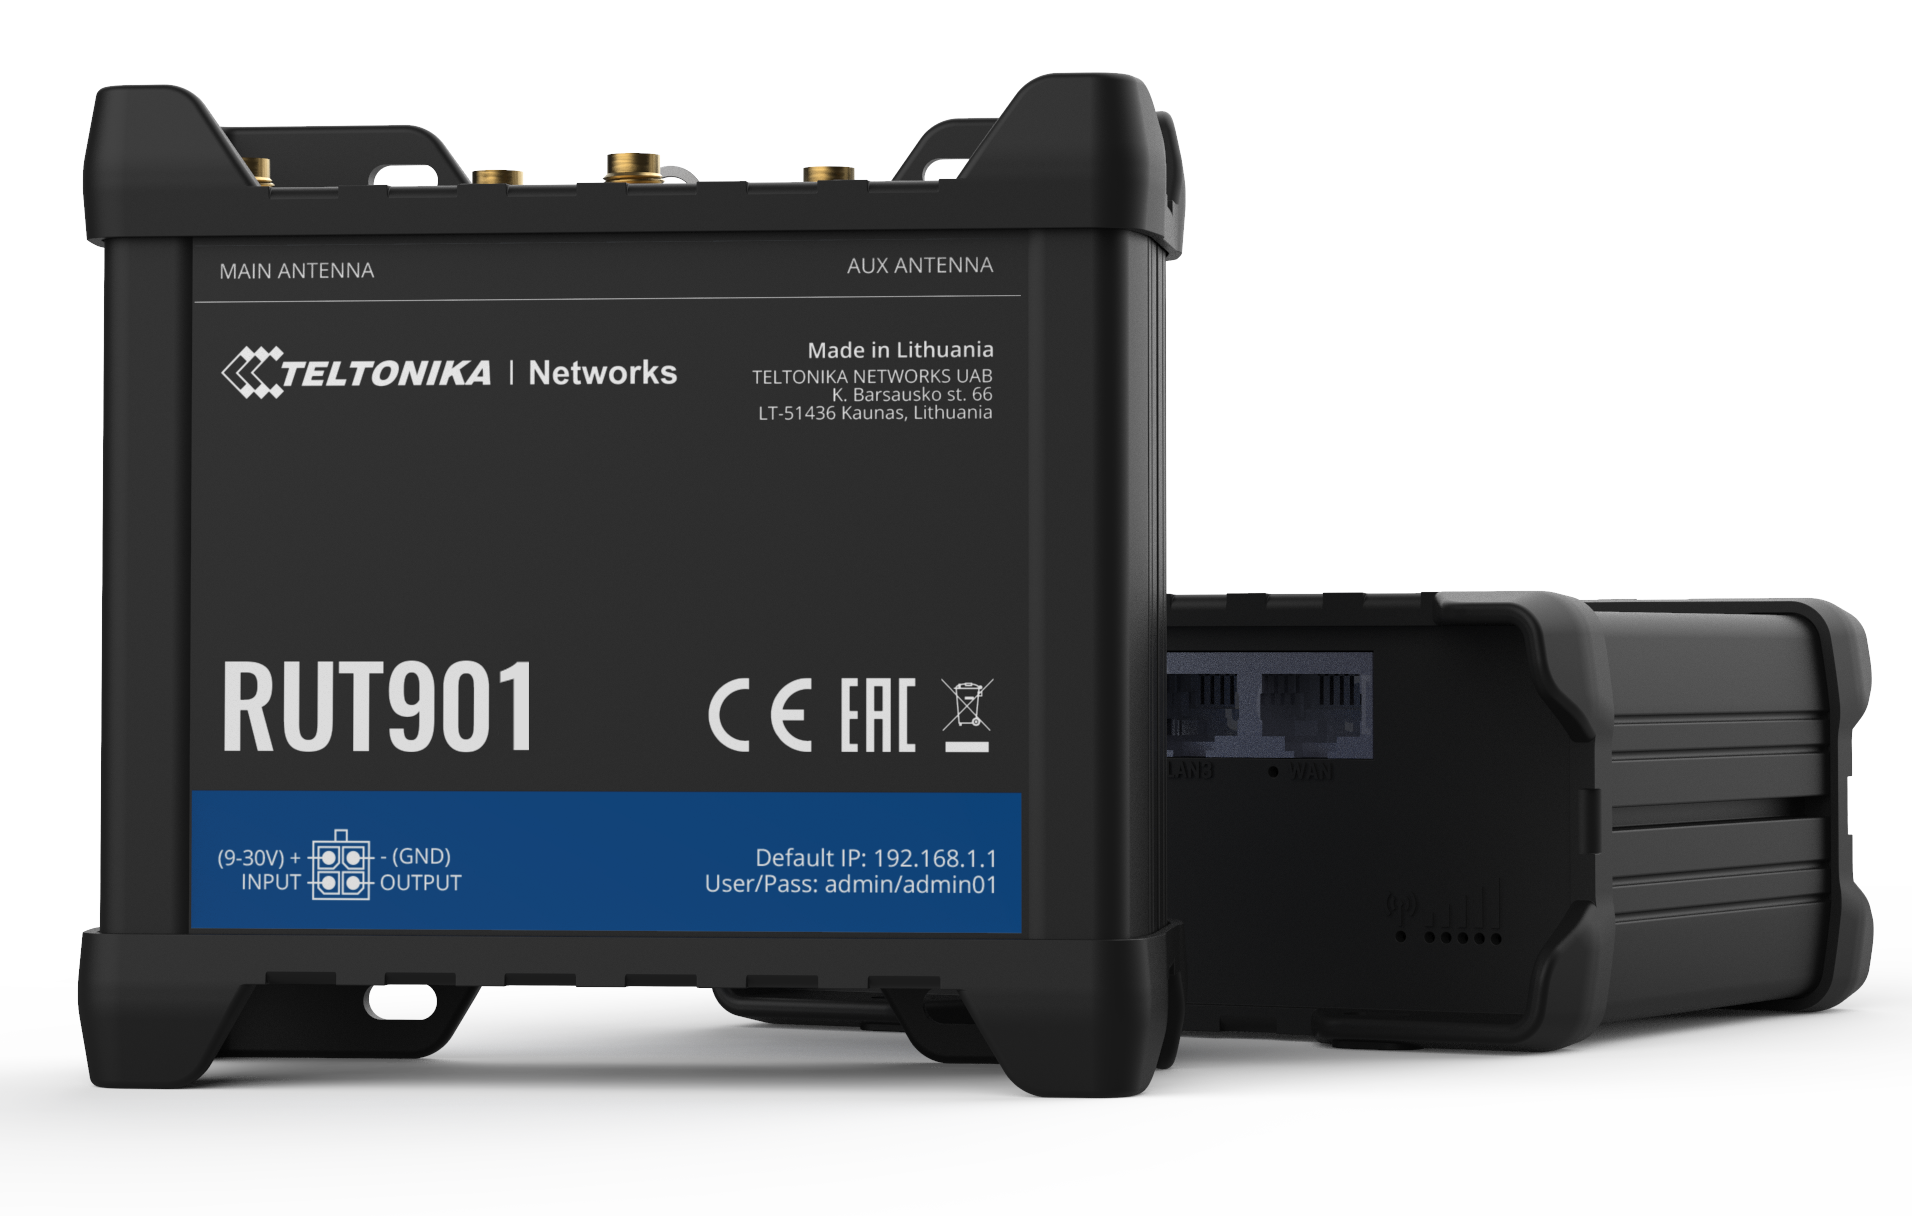 MAIN ANTENNA
AUX ANTENNA
TELTONIKA | Networks
Made in Lithuania
TELTONIKA NETWORKS UAB
K. Barsausko st. 66
LT-51436 Kaunas, Lithuania
RUT901
CE EAC
(9-30V) + - (GND)
INPUT OUTPUT
Default IP: 192.168.1.1
User/Pass: admin/admin01
LAN3
WAN